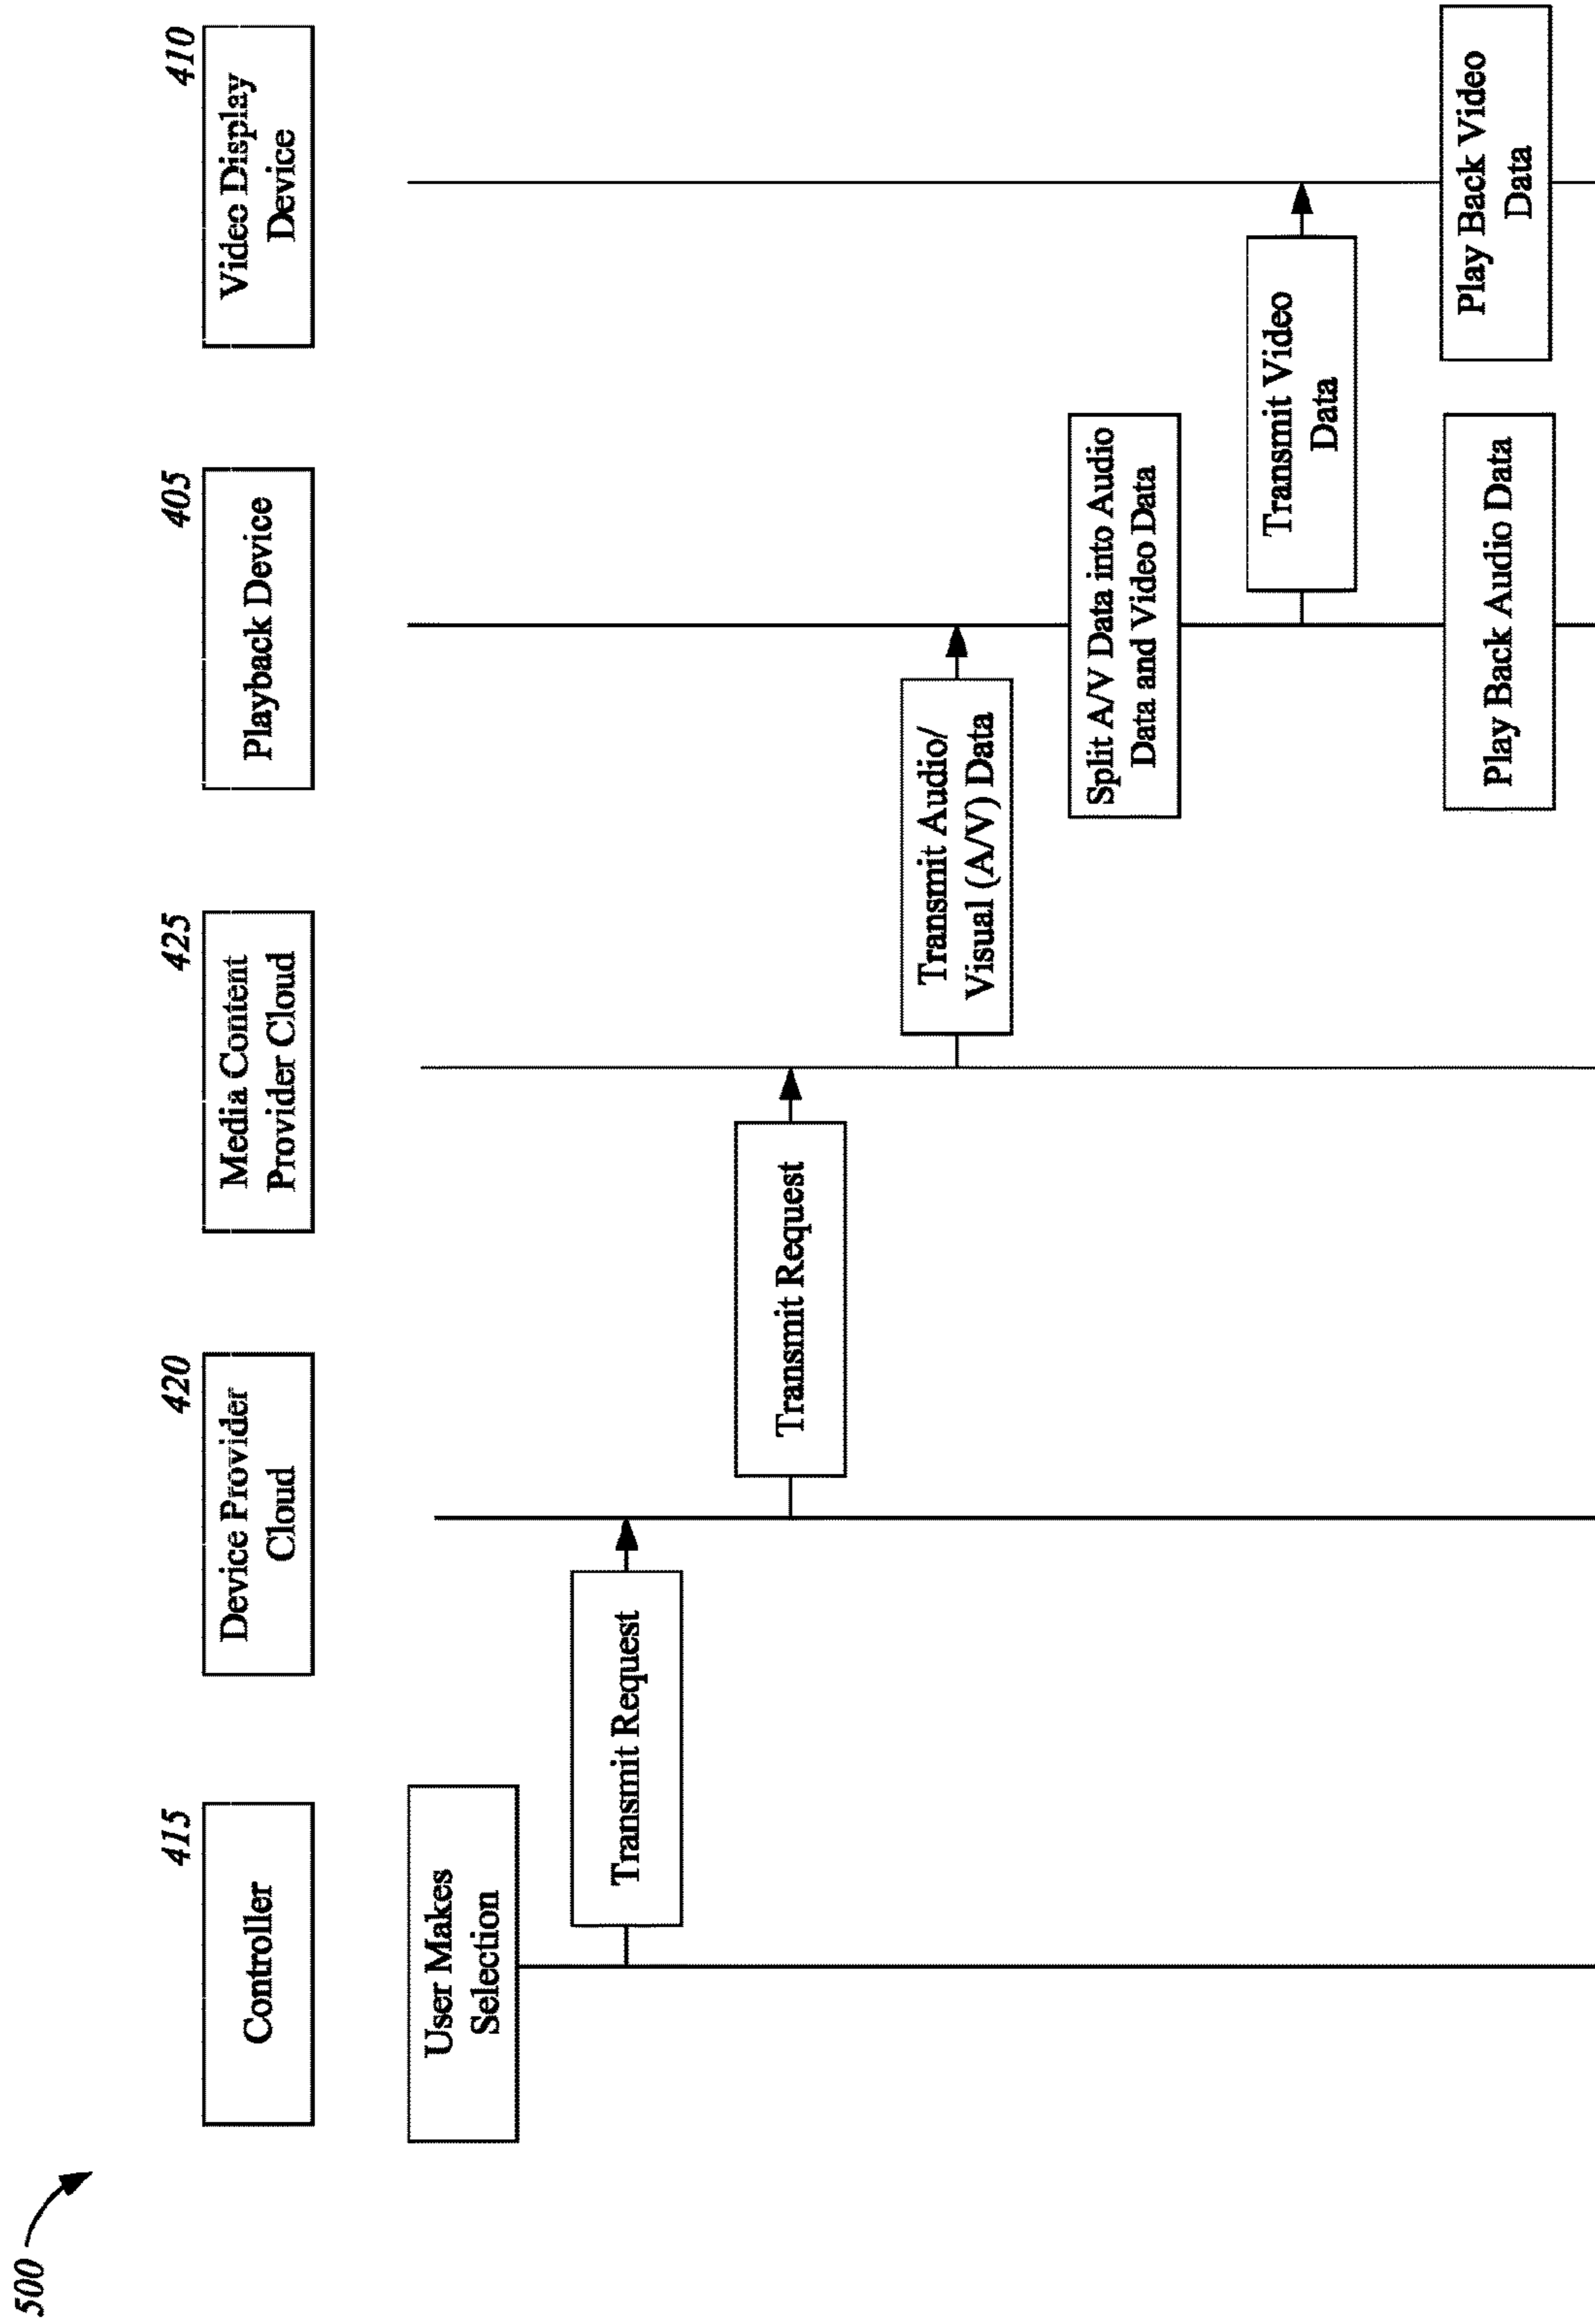 500
415
420
425
405
410
Controller
Device Provider
Cloud
Media Content
Provider Cloud
Playback Device
Video Display
Device
User Makes
Selection
Transmit Request
Transmit Request
Transmit Audio/
Visual (A/V) Data
Split A/V Data into Audio
Data and Video Data
Transmit Video
Data
Play Back Audio Data
Play Back Video
Data